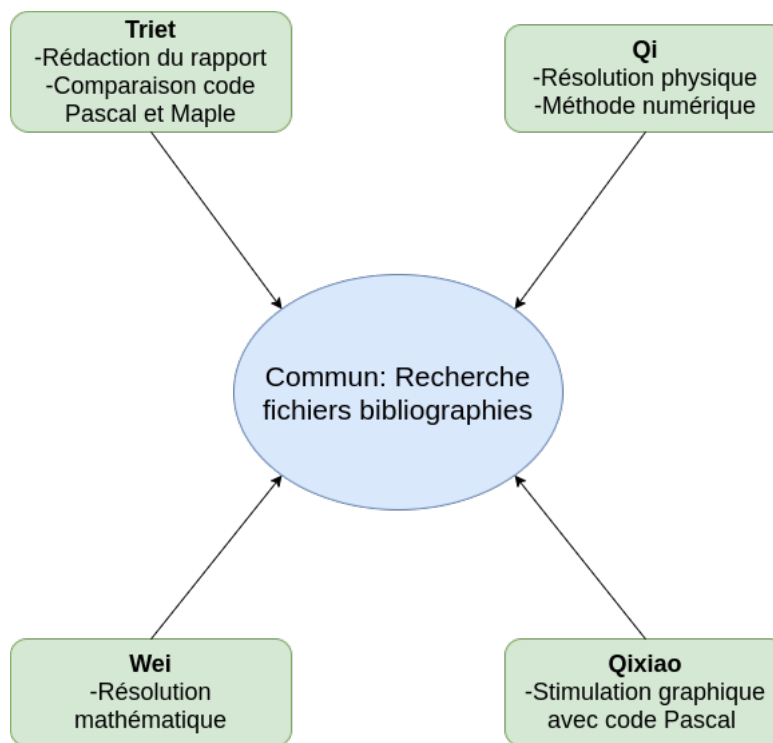 Triet
-Rédaction du rapport
-Comparaison code
Pascal et Maple
Qi
-Résolution physique
-Méthode numérique
Commun: Recherche
fichiers bibliographies
Wei
-Résolution
mathématique
Qixiao
-Stimulation graphique
avec code Pascal